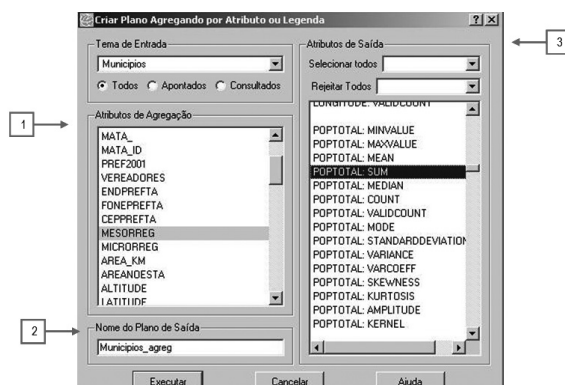 Criar Plano Agregando por Atributo ou Legenda
Tema de Entrada
Municipios
Todos Apontados Consultados
1
Atributos de Agregação
MATA_
MATA_ID
PREF2001
VEREADORES
ENDPREFTA
FONEPREFTA
CEPPREFTA
MESORREG
MICRORREG
AREA_KM
AREANOESTA
ALTITUDE
LATITUDE
2
Nome do Plano de Saída
Municipios_agreg
3
Atributos de Saída
Selecionar todos
Rejeitar Todos
LONGITUDE: VALIDCOUNT
POPTOTAL: MINVALUE
POPTOTAL: MAXVALUE
POPTOTAL: MEAN
POPTOTAL: SUM
POPTOTAL: MEDIAN
POPTOTAL: COUNT
POPTOTAL: VALIDCOUNT
POPTOTAL: MODE
POPTOTAL: STANDARDDEVIATION
POPTOTAL: VARIANCE
POPTOTAL: VARCOEFF
POPTOTAL: SKEWNESS
POPTOTAL: KURTOSIS
POPTOTAL: AMPLITUDE
POPTOTAL: KERNEL
Executar Cancelar Ajuda